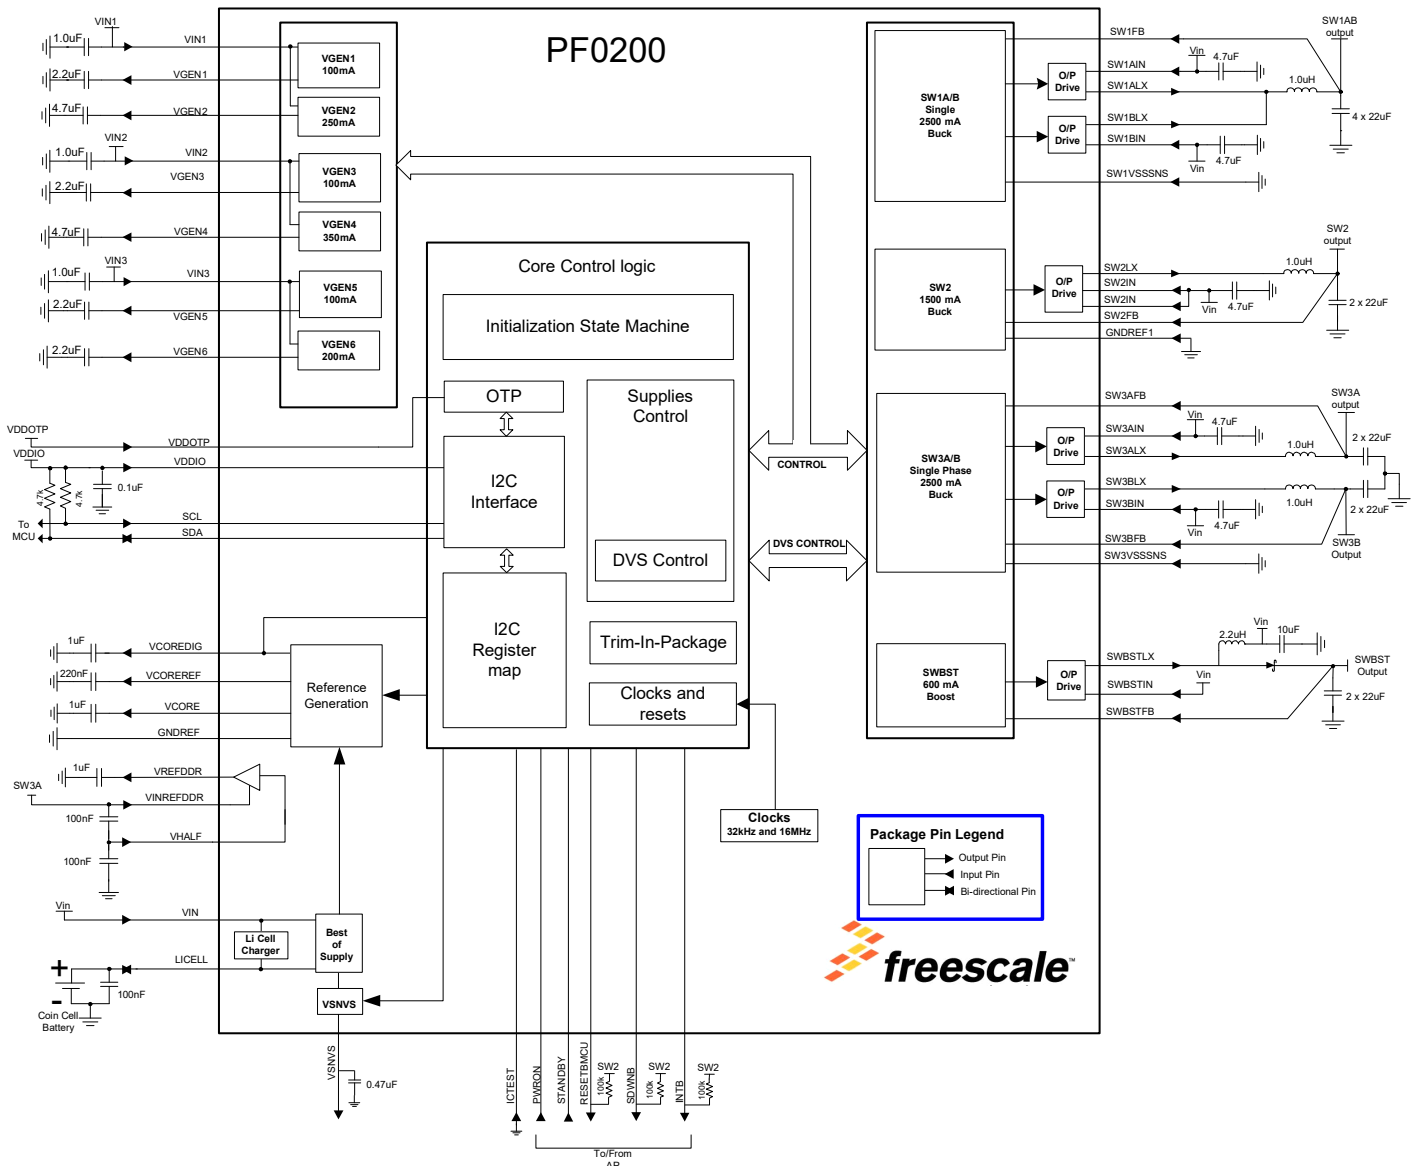 PF0200
VIN1
1.0uF
VIN1
2.2uF
VGEN1
4.7uF
VGEN2
VIN2
1.0uF
VIN2
VGEN3
2.2uF
4.7uF
VGEN4
VIN3
1.0uF
VIN3
2.2uF
VGEN5
2.2uF
VGEN6
VGEN1
100mA
VGEN2
250mA
VGEN3
100mA
VGEN4
350mA
VGEN5
100mA
VGEN6
200mA
VDDOTP
VDDOTP
VDDIO
VDDIO
4.7k
4.7k
0.1uF
To
MCU
SCL
SDA
Core Control logic
Initialization State Machine
OTP
I2C
Interface
I2C
Register
map
Supplies
Control
DVS Control
Trim-In-Package
Clocks and
resets
CONTROL
DVS CONTROL
1uF
VCOREDIG
220nF
VCOREREF
1uF
VCORE
GNDREF
Reference
Generation
1uF
VREFDDR
SW3A
VINREFDDR
100nF
VHALF
100nF
Vin
VIN
Li Cell
Charger
Best
of
Supply
LICELL
+
-
100nF
Coin Cell
Battery
VSNVS
VSNVS
0.47uF
ICTEST
PWRON
STANDBY
RESETBMCU
SW2
100k
SDWNB
SW2
100k
INTB
SW2
100k
To/From
AP
Clocks
32kHz and 16MHz
SW1A/B
Single
2500 mA
Buck
O/P
Drive
O/P
Drive
SW1FB
SW1AIN
Vin
4.7uF
SW1ALX
1.0uH
SW1AB
output
4 x 22uF
SW1BLX
SW1BIN
Vin
4.7uF
SW1VSSSNS
SW2
1500 mA
Buck
O/P
Drive
SW2LX
1.0uH
SW2
output
SW2IN
SW2IN
Vin
4.7uF
2 x 22uF
SW2FB
GNDREF1
SW3A/B
Single Phase
2500 mA
Buck
O/P
Drive
O/P
Drive
SW3AFB
SW3A
output
SW3AIN
Vin
4.7uF
SW3ALX
1.0uH
2 x 22uF
SW3BLX
1.0uH
2 x 22uF
SW3BIN
Vin
4.7uF
SW3BFB
SW3B
Output
SW3VSSSNS
SWBST
600 mA
Boost
O/P
Drive
SWBSTLX
2.2uH
Vin
10uF
SWBST
Output
SWBSTIN
Vin
2 x 22uF
SWBSTFB
Package Pin Legend
Output Pin
Input Pin
Bi-directional Pin
freescale™